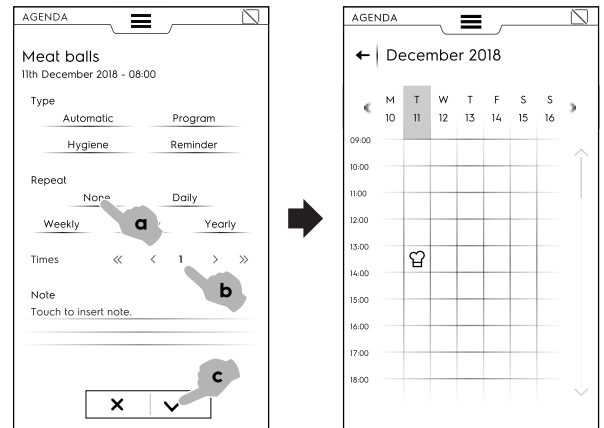 AGENDA
Meat balls
11th December 2018 - 08:00
Type
Automatic Program
Hygiene Reminder
Repeat
None Daily
Weekly Yearly
Times « < 1 > »
Note
Touch to insert note.
a
b
c
AGENDA
December 2018
M T W T F S S
10 11 12 13 14 15 16
09:00
10:00
11:00
12:00
13:00
14:00
15:00
16:00
17:00
18:00